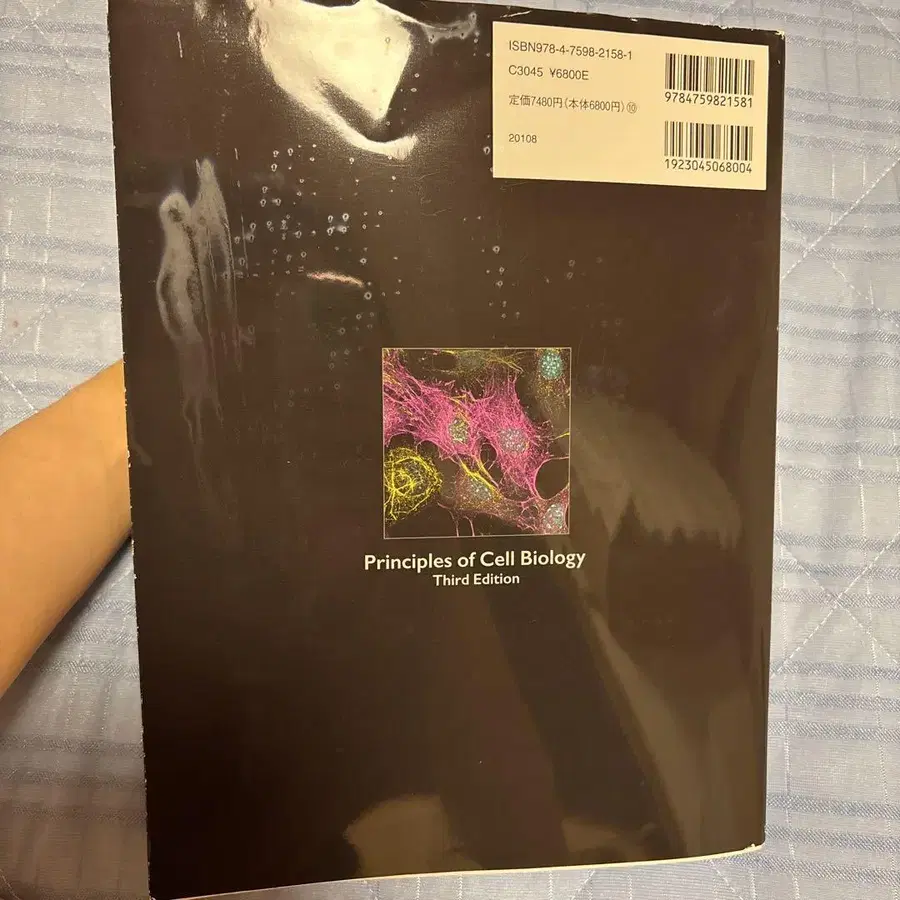 ISBN978-4-7598-2158-1
C3045 ¥6800E
定価7480円(本体6800円)⑩
20108
9784759821581
1923045068004
Principles of Cell Biology
Third Edition